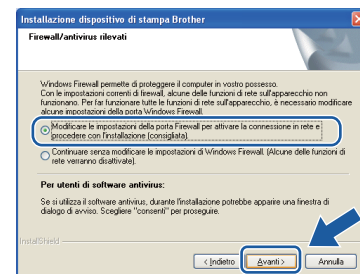 Installazione dispositivo di stampa Brother
Firewall/antivirus rilevati
Windows Firewall permette di proteggere il computer in vostro possesso.
Con le impostazioni correnti di firewall, alcune delle funzioni di rete sull'apparecchio non
funzionano. Per far funzionare tutte le funzioni di rete sull'apparecchio, è necessario modificare
alcune impostazioni della porta Windows Firewall.
Modificare le impostazioni della porta Firewall per attivare la connessione in rete e
procedere con l'installazione (consigliata).
Continuare senza modificare le impostazioni di Windows Firewall. (Alcune delle funzioni di
rete verranno disattivate).
Per utenti di software antivirus:
Se si utilizza il software antivirus, durante l'installazione potrebbe apparire una finestra di
dialogo di avviso. Scegliere "consenti" per proseguire.
InstallShield
< Indietro
Avanti >
Annulla